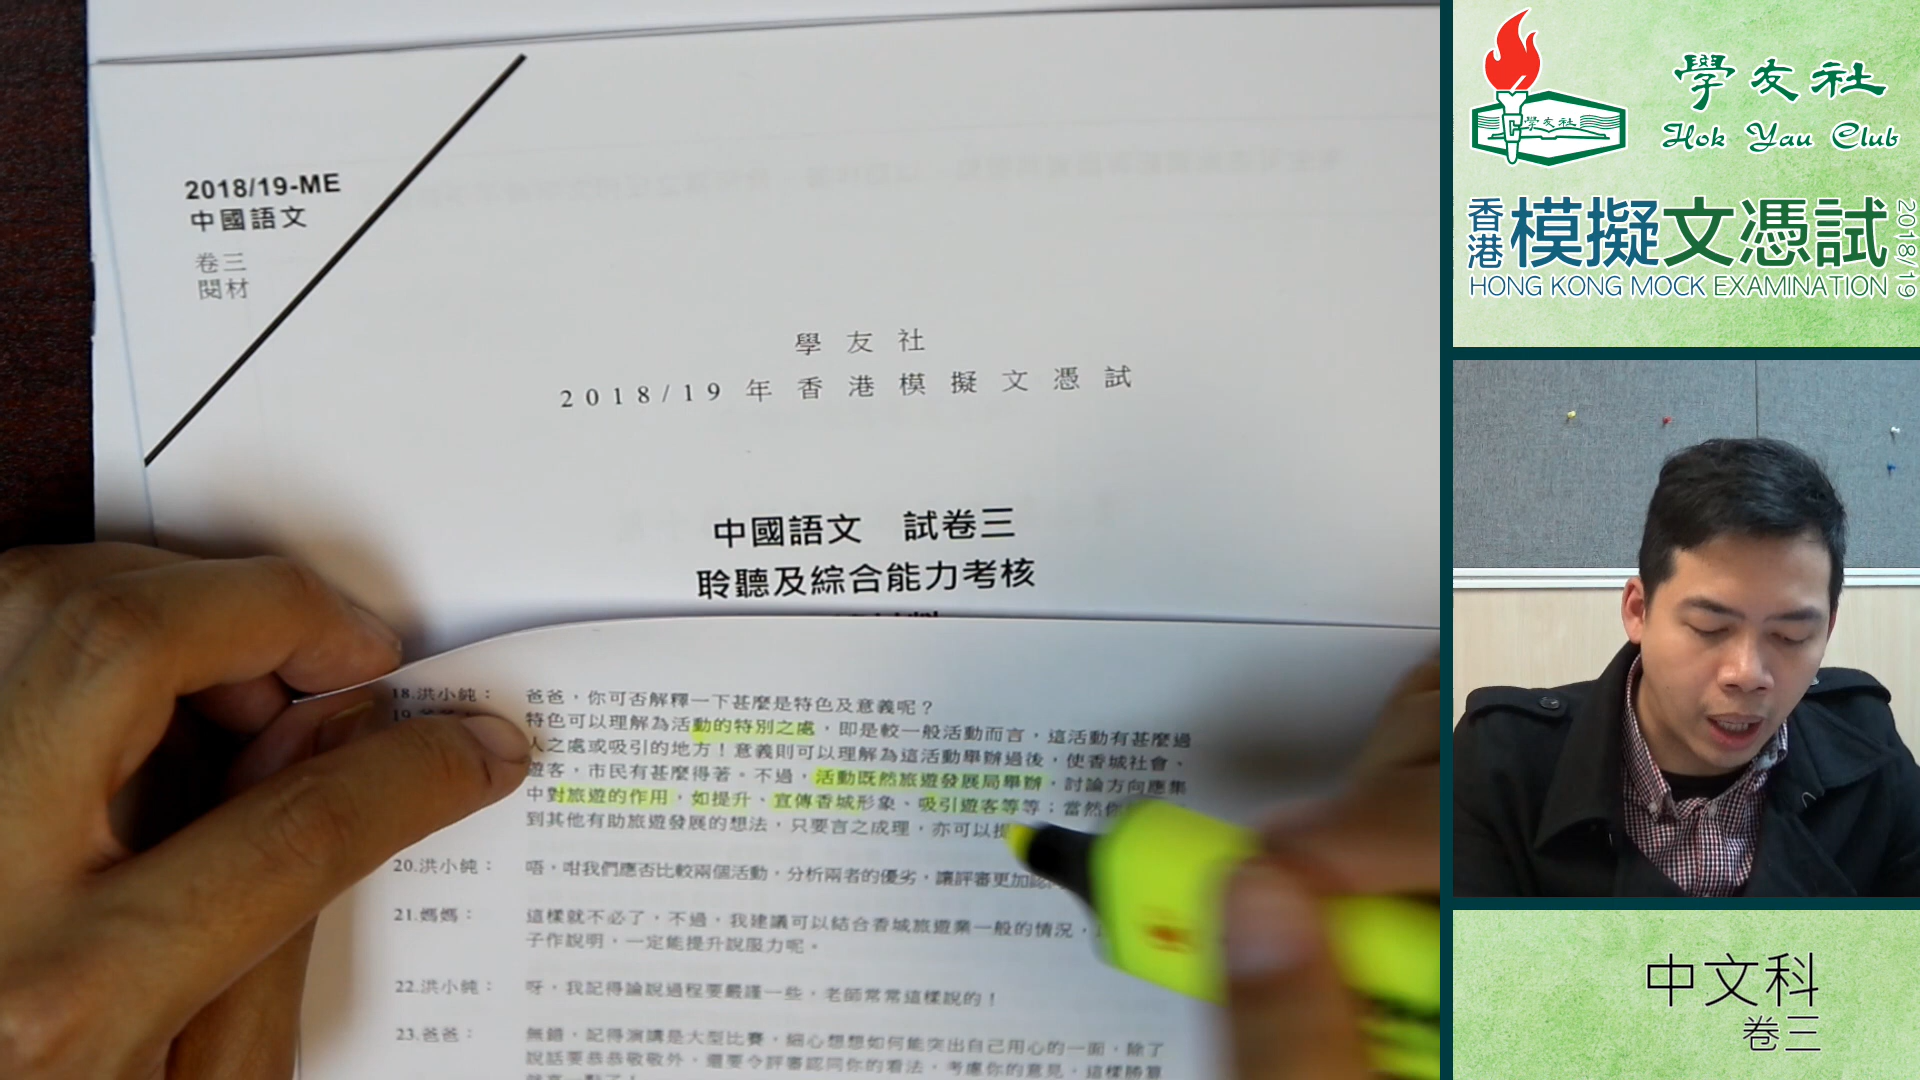 2018/19-ME
中國語文
卷三
閱材
學友社
2018/19年香港模擬文憑試
中國語文 試卷三
聆聽及綜合能力考核
18.洪小純： 爸爸，你可否解釋一下甚麼是特色及意義呢？
特色可以理解為活動的特別之處，即是較一般活動而言，這活動有甚麼過
人之處或吸引的地方！意義則可以理解為這活動舉辦過後，使香城社會、
遊客，市民有甚麼得著。不過，活動既然旅遊發展局舉辦，討論方向應集
中對旅遊的作用，如提升、宣傳香城形象、吸引遊客等等；當然你
到其他有助旅遊發展的想法，只要言之成理，亦可以
20.洪小純： 唔，咁我們應否比較兩個活動，分析兩者的優劣，讓評審更加
21.媽媽： 這樣就不必了，不過，我建議可以結合香城旅遊業一般的情況，
子作說明，一定能提升說服力呢。
22.洪小純： 呀，我記得論說過程要嚴謹一些，老師常常這樣說的！
23.爸爸： 無錯，記得演講是大型比賽，細心想想如何能突出自己用心的一面，除了
說話要恭恭敬敬外，還要令評審認同你的看法，考慮你的意見，這樣勝算
學友社
Hok Yau Club
學友社
香港模擬文憑試
2018/19
HONG KONG MOCK EXAMINATION
中文科
卷三